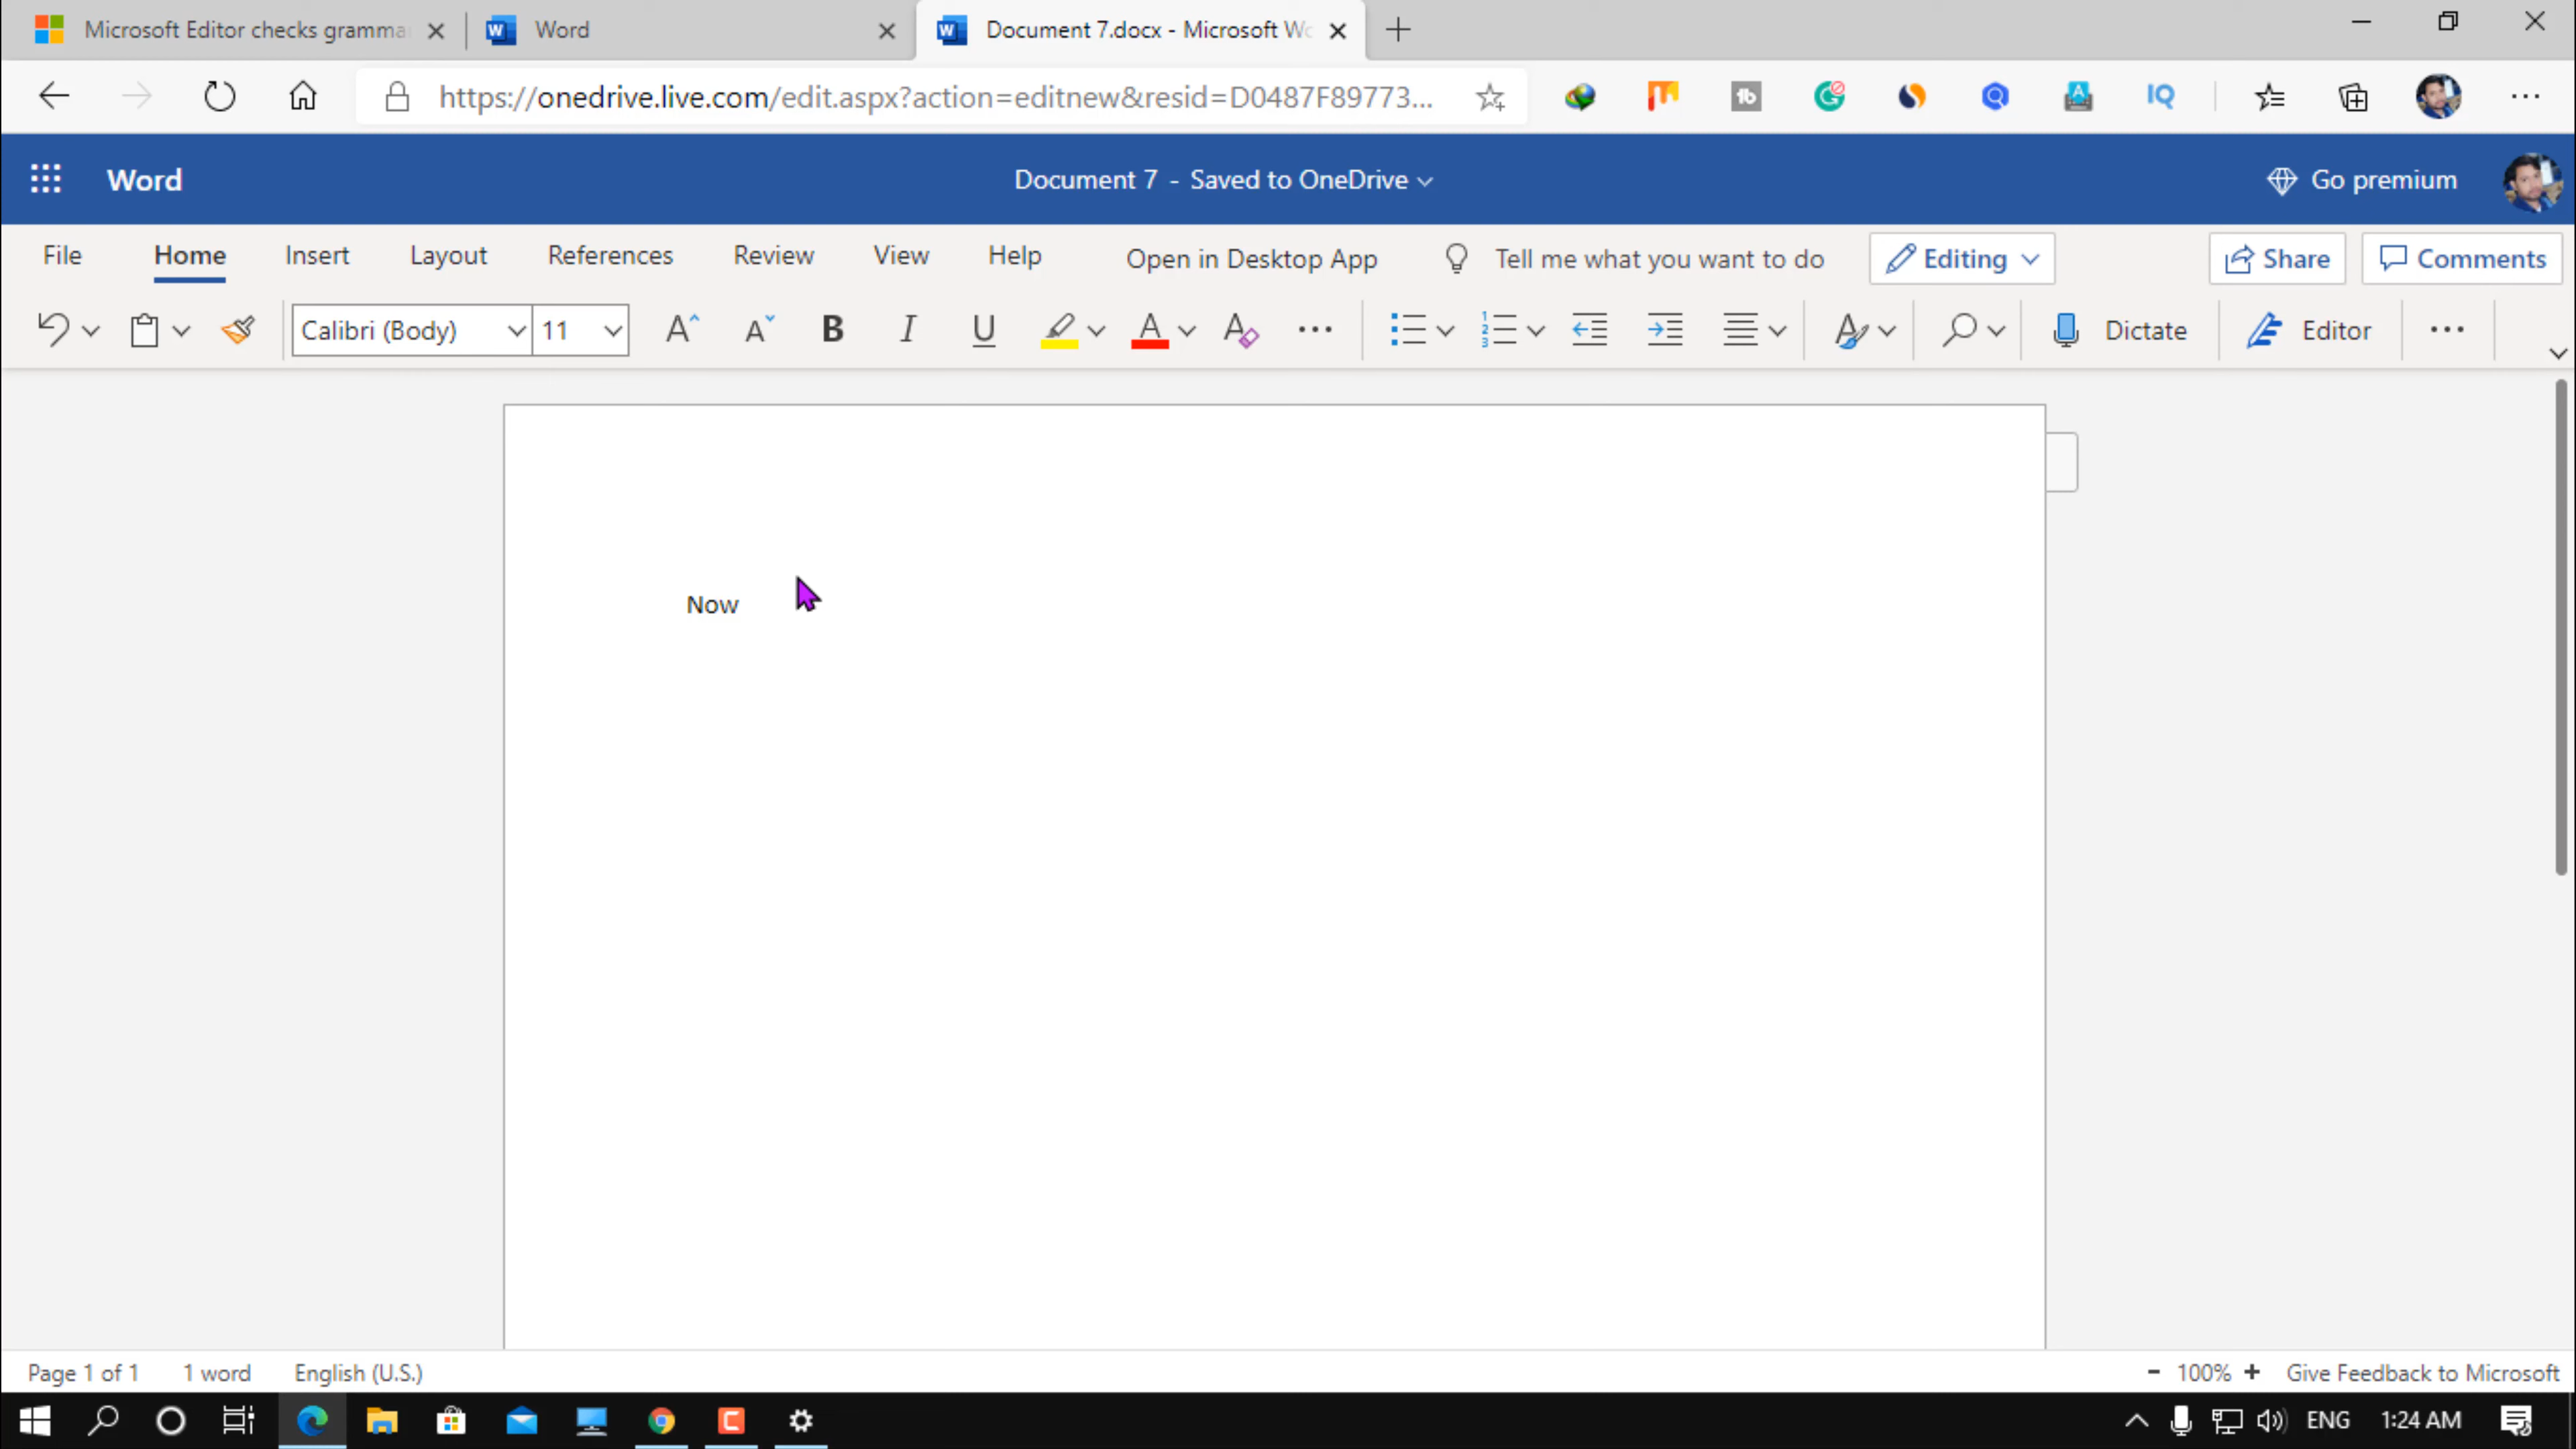 Microsoft Editor checks gramma
Word
Document 7.docx - Microsoft Wo
https://onedrive.live.com/edit.aspx?action=editnew&resid=D0487F89773...
Word
Document 7 - Saved to OneDrive
Go premium
File Home Insert Layout References Review View Help Open in Desktop App Tell me what you want to do Editing Share Comments
Calibri (Body) 11 B I U Dictate Editor
Now
Page 1 of 1 1 word English (U.S.) - 100% + Give Feedback to Microsoft
ENG 1:24 AM